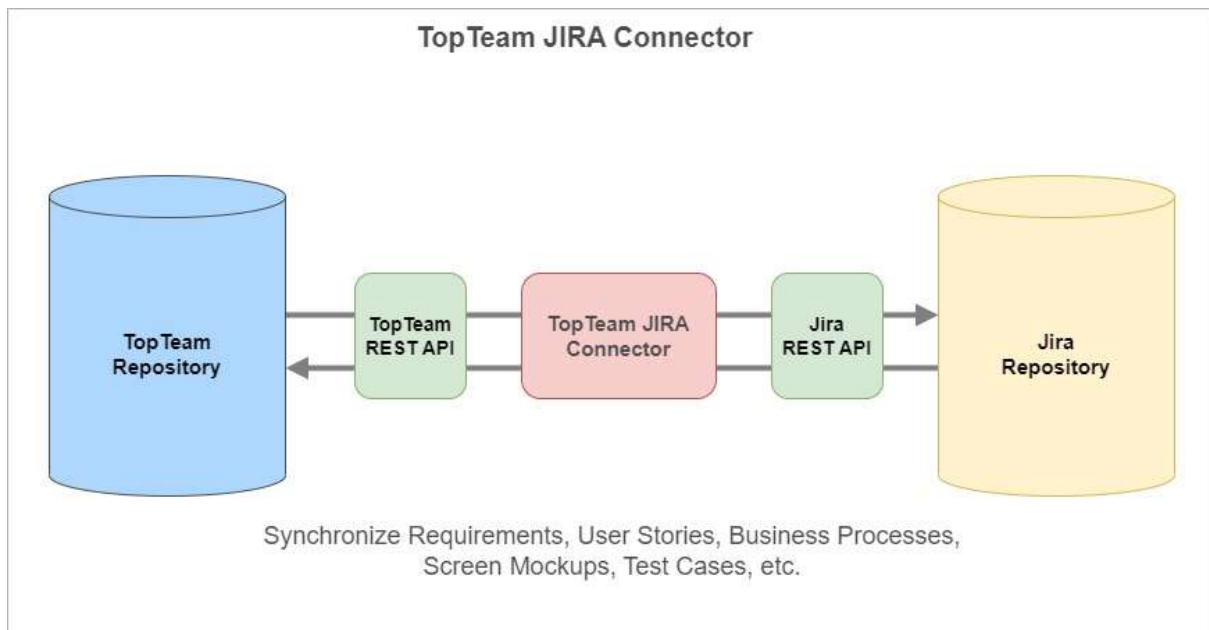 TopTeam JIRA Connector
TopTeam
Repository
TopTeam
REST API
TopTeam JIRA
Connector
Jira
REST API
Jira
Repository
Synchronize Requirements, User Stories, Business Processes,
Screen Mockups, Test Cases, etc.